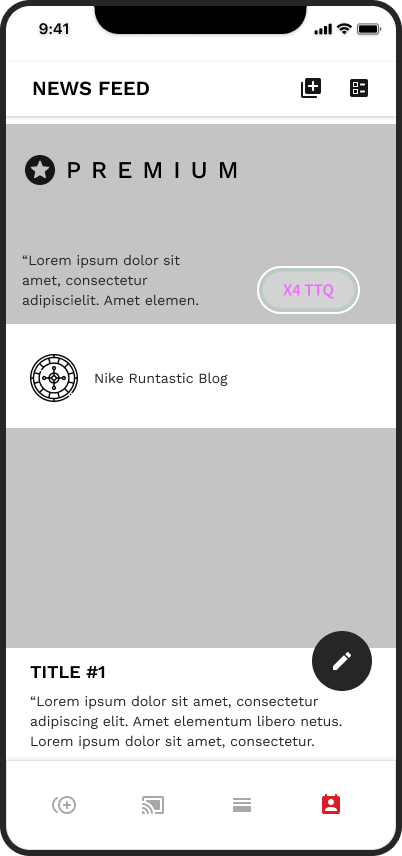 9:41
NEWS FEED
PREMIUM
“Lorem ipsum dolor sit
amet, consectetur
adipiscielit. Amet elemen.
X4 TTQ
Nike Runtastic Blog
TITLE #1
“Lorem ipsum dolor sit amet, consectetur
adipiscing elit. Amet elementum libero netus.
Lorem ipsum dolor sit amet, consectetur.